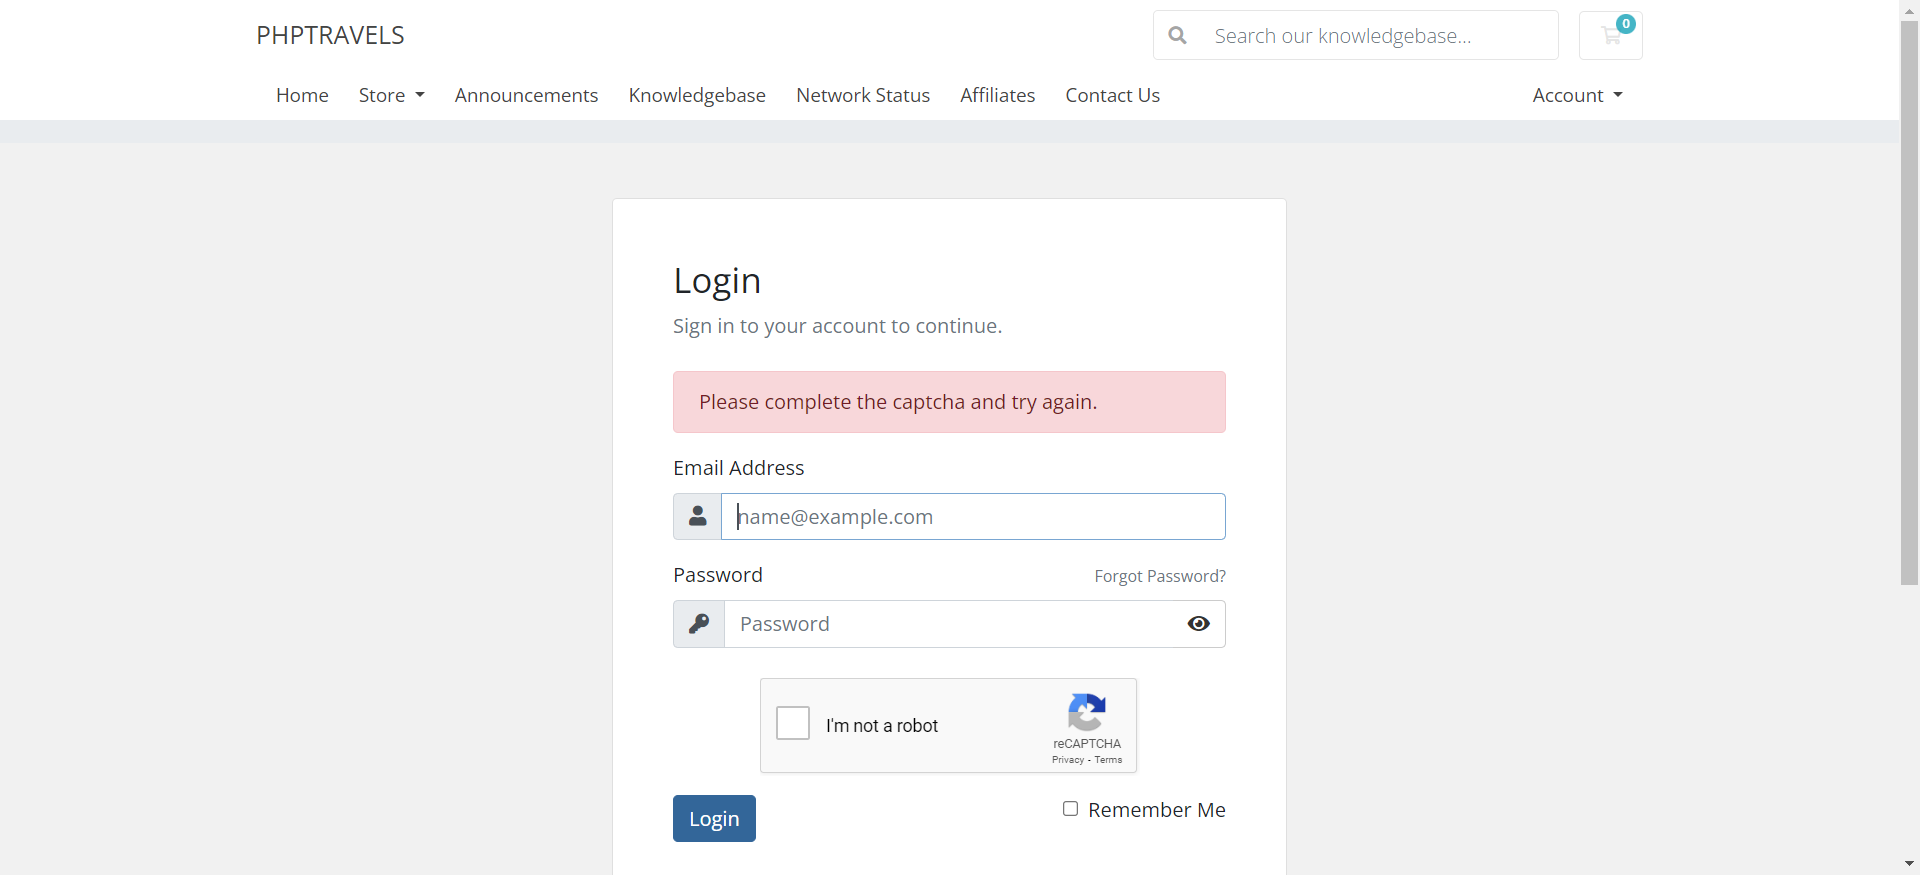 PHPTRAVELS
Search our knowledgebase...
0
Home Store Announcements Knowledgebase Network Status Affiliates Contact Us Account
Login
Sign in to your account to continue.
Please complete the captcha and try again.
Email Address
name@example.com
Password Forgot Password?
Password
I'm not a robot
reCAPTCHA
Privacy - Terms
Login Remember Me